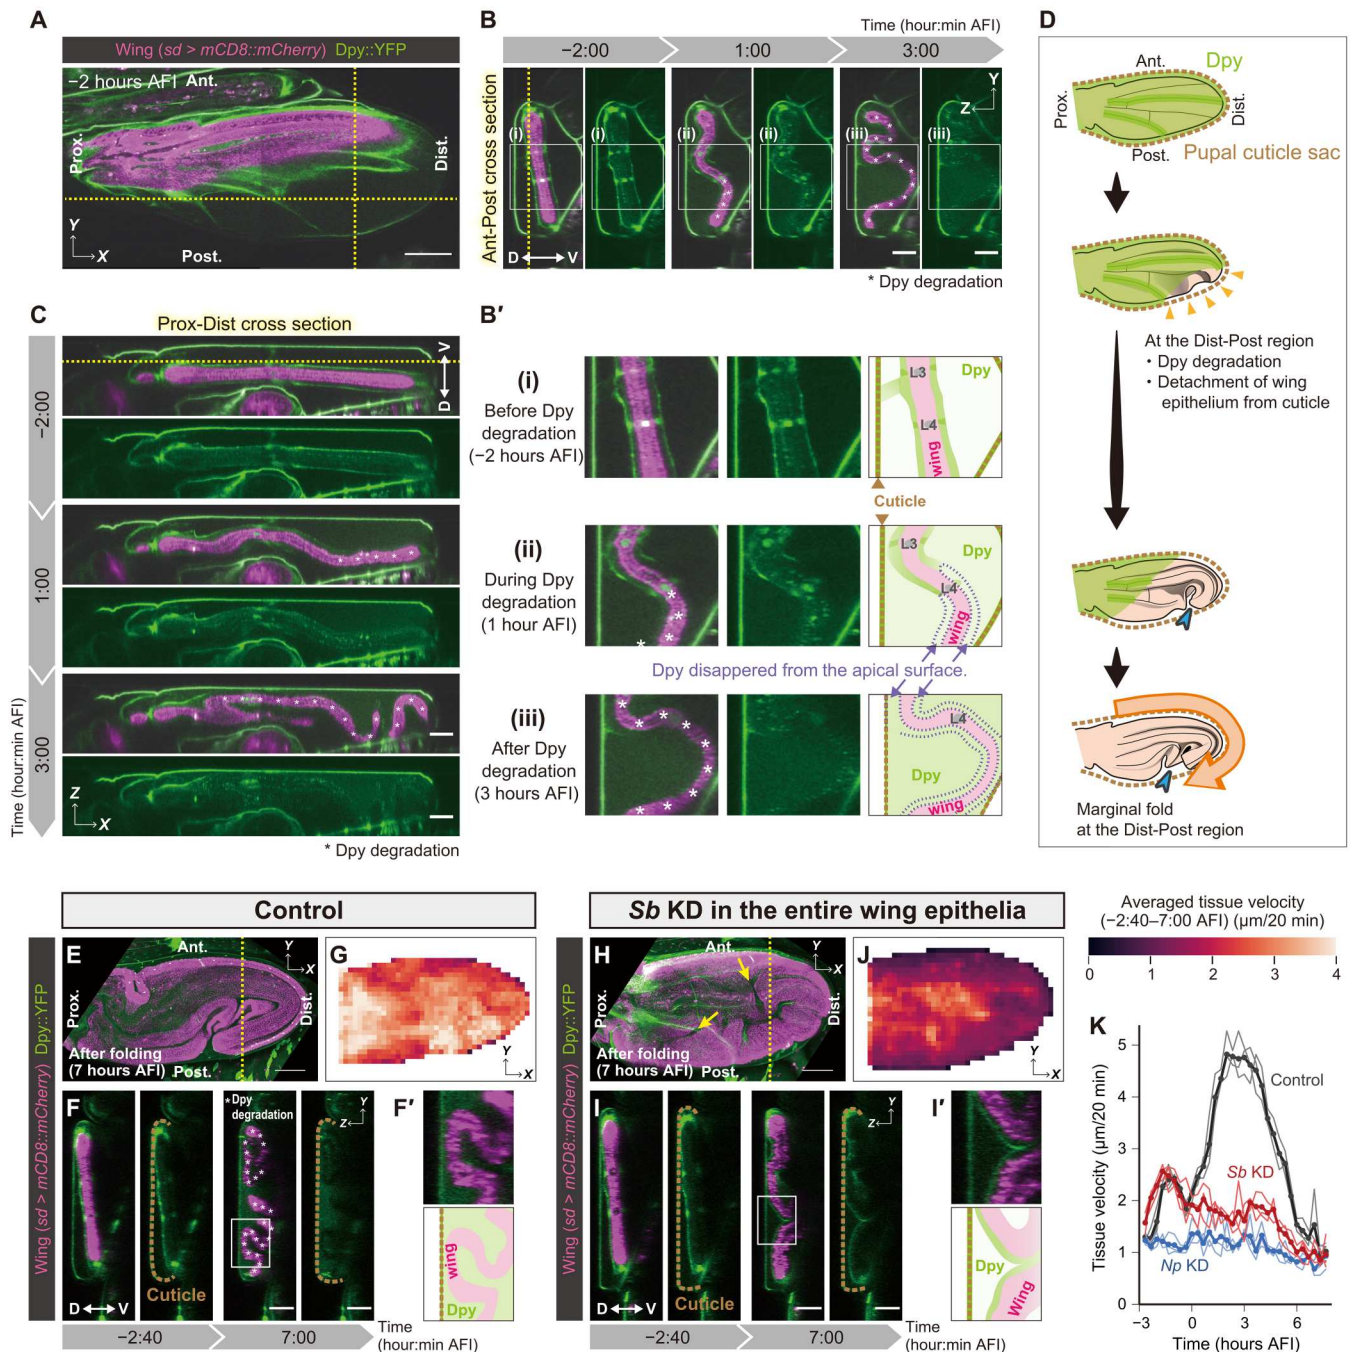 A
Wing (sd > mCD8::mCherry) Dpy::YFP
−2 hours AFI Ant.
Prox.
Dist.
Y
X
Post.
B
Time (hour:min AFI)
−2:00 1:00 3:00
Ant-Post cross section
(i) (i) (ii) (ii) (iii) (iii)
Y
Z
D V
* Dpy degradation
C
Prox-Dist cross section
V
D
−2:00
1:00
3:00
Time (hour:min AFI)
Z
X
* Dpy degradation
B′
(i)
Before Dpy
degradation
(−2 hours AFI)
L3
Dpy
L4
wing
Cuticle
(ii)
During Dpy
degradation
(1 hour AFI)
L3
Dpy
L4
wing
Dpy disappeared from the apical surface.
(iii)
After Dpy
degradation
(3 hours AFI)
L4
Dpy
wing
D
Ant. Dpy
Prox.
Dist.
Post. Pupal cuticle sac
At the Dist-Post region
• Dpy degradation
• Detachment of wing
epithelium from cuticle
Marginal fold
at the Dist-Post region
Control
Wing (sd > mCD8::mCherry) Dpy::YFP
E
Ant.
Y
X
Prox.
Dist.
After folding
(7 hours AFI)
Post.
G
Y
X
F
* Dpy
degradation
Y
Z
Cuticle
D V
F′
wing
Dpy
−2:40 7:00
Time
(hour:min AFI)
Sb KD in the entire wing epithelia
Wing (sd > mCD8::mCherry) Dpy::YFP
H
Ant.
Y
X
Prox.
Dist.
After folding
(7 hours AFI)
Post.
J
Y
X
I
Y
Z
Cuticle
D V
I′
Dpy
Wing
−2:40 7:00
Time
(hour:min AFI)
Averaged tissue velocity
(−2:40–7:00 AFI) (μm/20 min)
0 1 2 3 4
K
Tissue velocity (μm/20 min)
5
4
3
2
1
0
Control
Sb KD
Np KD
−3 0 3 6
Time (hours AFI)